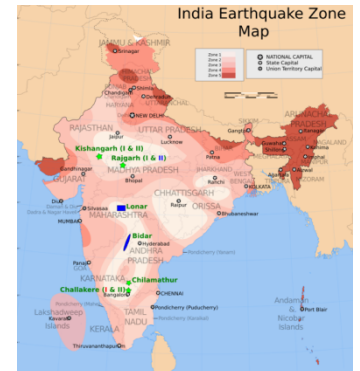 India Earthquake Zone
Map
Zone 1
Zone 2
Zone 3
Zone 4
Zone 5
NATIONAL CAPITAL
State Capital
Union Territory Capital
JAMMU & KASHMIR
Srinagar
Shimla
Chandigarh
Dehradun
HARYANA
NEW DELHI
ARUNACHAL
PRADESH
RAJASTHAN
Jaipur
UTTAR PRADESH
Lucknow
Gangtok
Patna
Kishangarh (I & II)
Rajgarh (I & II)
Gandhinagar
GUJARAT
MADHYA PRADESH
Bhopal
Ranchi
WEST
BENGAL
KOLKATA
CHHATTISGARH
Raipur
ORISSA
Bhubaneshwar
Diu
Silvassa
Lonar
MAHARASHTRA
MUMBAI
Bidar
Hyderabad
ANDHRA
PRADESH
Panaji
GOA
KARNATAKA
Chilamathur
Challakere (I & II)
Bangalore
CHENNAI
Pondicherry (Puducherry)
TAMIL
NADU
Lakshadweep
Islands
Kavaratti
KERALA
Thiruvananthapuram
Andaman
&
Nicobar
Islands
Port Blair